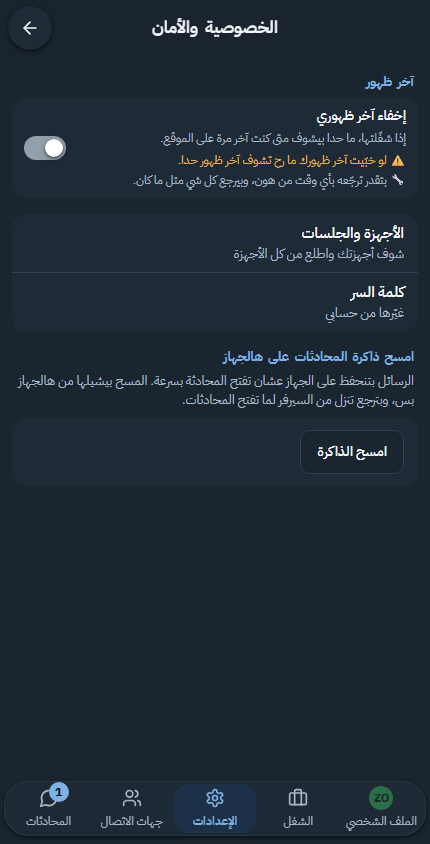 الخصوصية والأمان
آخر ظهور
إخفاء آخر ظهوري
إذا شغّلتها، ما حدا بيشوف متى كنت آخر مرة على الموقع.
⚠️ لو خبّيت آخر ظهورك ما رح تشوف آخر ظهور حدا.
🔧 بتقدر ترجّعه بأي وقت من هون، وبيرجع كل شي مثل ما كان.
الأجهزة والجلسات
شوف أجهزتك واطلع من كل الأجهزة
كلمة السر
غيّرها من حسابي
امسح ذاكرة المحادثات على هالجهاز
الرسائل بتنحفظ على الجهاز عشان تفتح المحادثة بسرعة. المسح بيشيلها من هالجهاز
بس، وبترجع تنزل من السيرفر لما تفتح المحادثات.
امسح الذاكرة
ZO
الملف الشخصي
الشغل
الإعدادات
جهات الاتصال
1
المحادثات